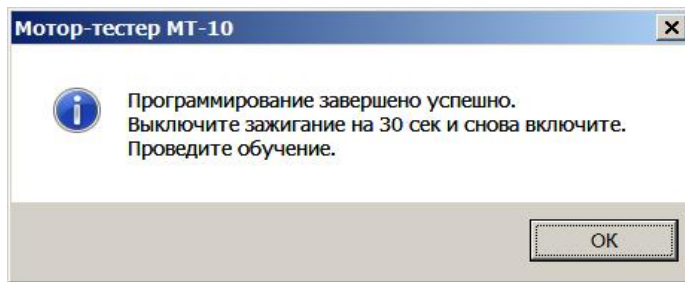 Мотор-тестер МТ-10
Программирование завершено успешно.
Выключите зажигание на 30 сек и снова включите.
Проведите обучение.
OK